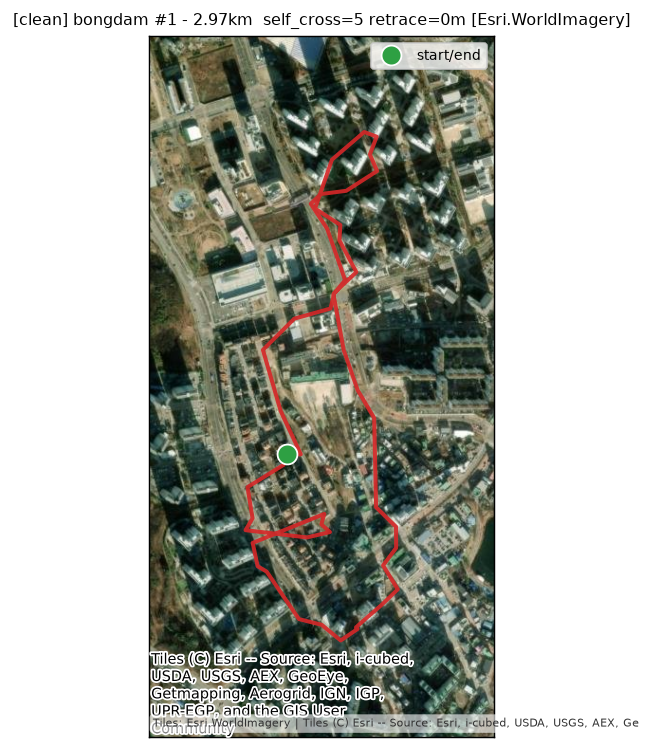 [clean] bongdam #1 - 2.97km  self_cross=5 retrace=0m [Esri.WorldImagery]
start/end
Tiles (C) Esri -- Source: Esri, i-cubed,
USDA, USGS, AEX, GeoEye,
Getmapping, Aerogrid, IGN, IGP,
UPR-EGP, and the GIS User
Community
Tiles: Esri.WorldImagery | Tiles (C) Esri -- Source: Esri, i-cubed, USDA, USGS, AEX, Ge